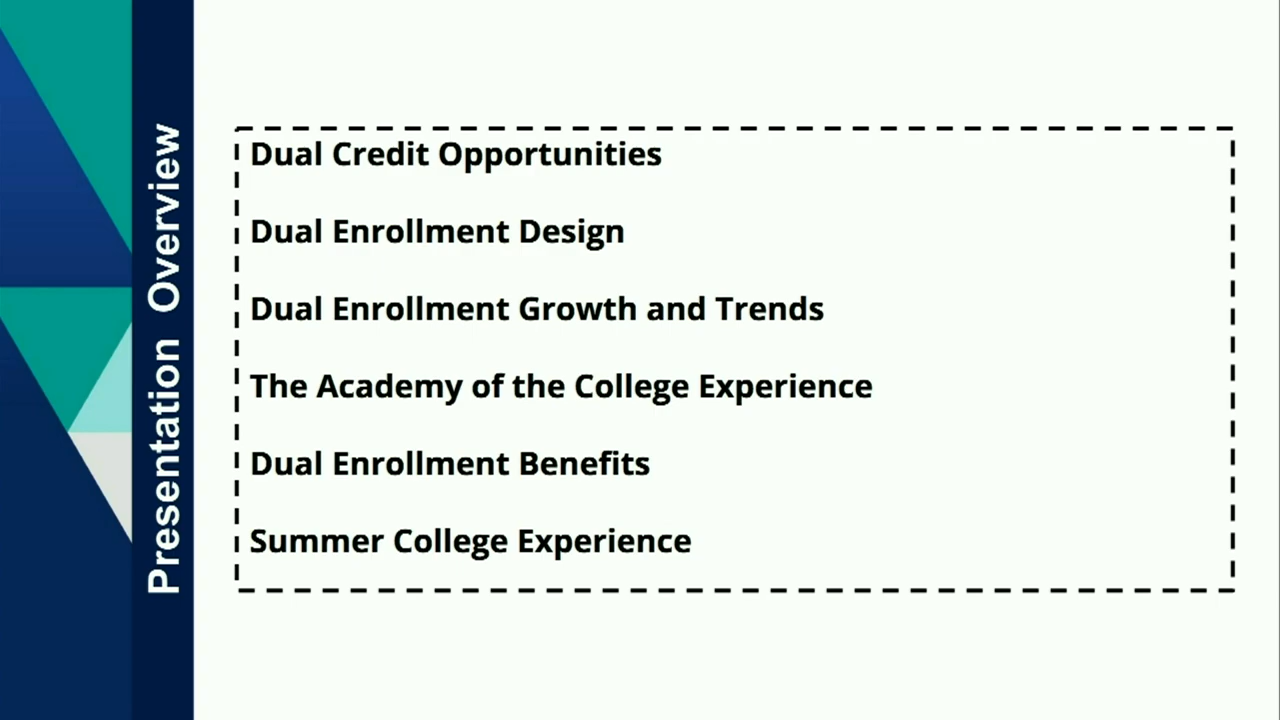 Presentation Overview
Dual Credit Opportunities
Dual Enrollment Design
Dual Enrollment Growth and Trends
The Academy of the College Experience
Dual Enrollment Benefits
Summer College Experience